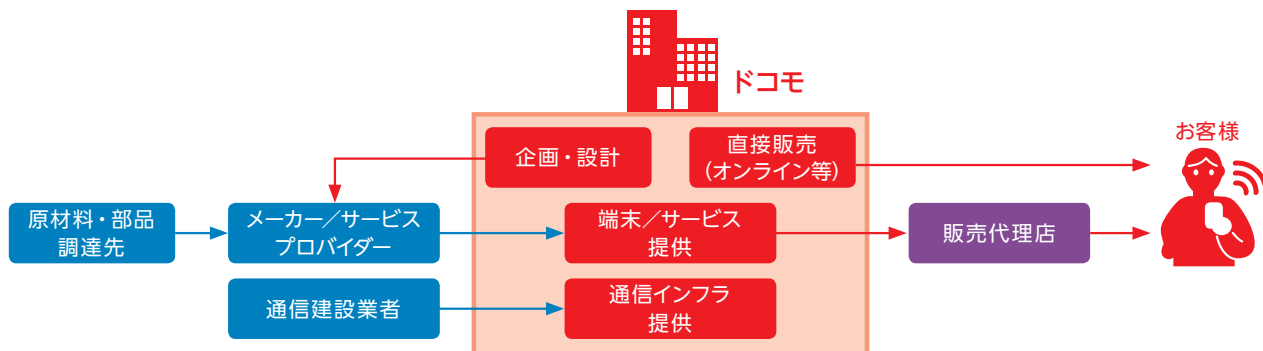 ドコモ
企画・設計
直接販売
(オンライン等)
お客様
原材料・部品
調達先
メーカー／サービス
プロバイダー
端末／サービス
提供
販売代理店
通信建設業者
通信インフラ
提供